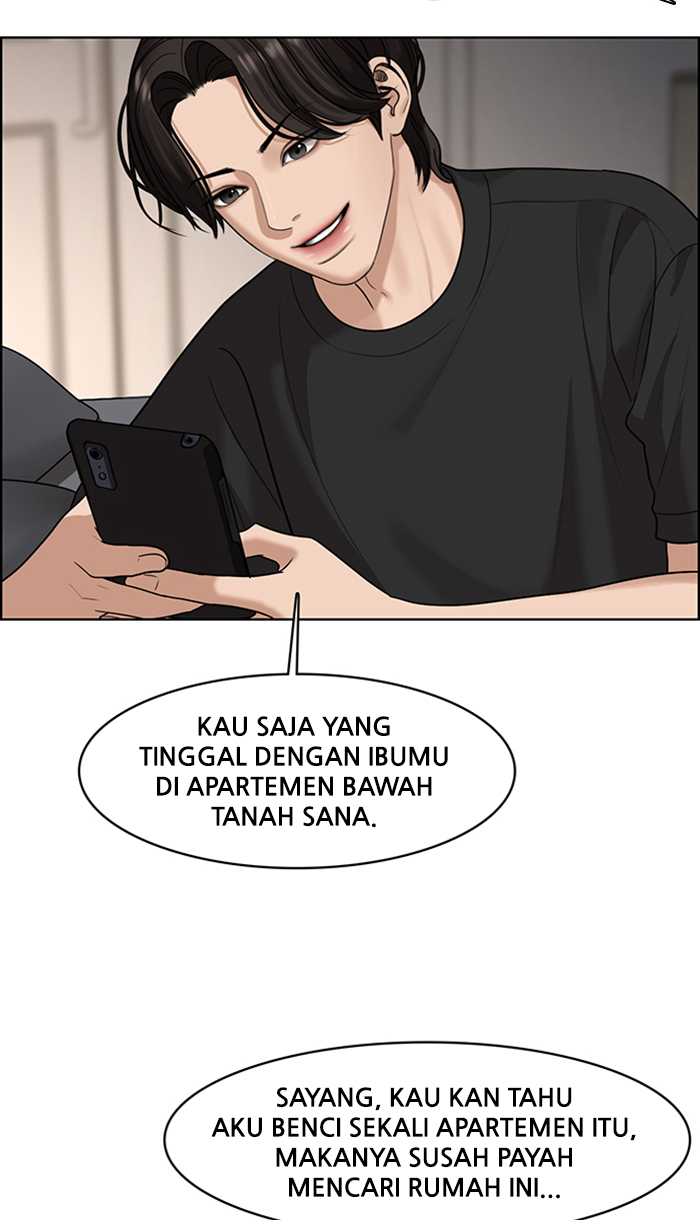 KAU SAJA YANG
TINGGAL DENGAN IBUMU
DI APARTEMEN BAWAH
TANAH SANA.
SAYANG, KAU KAN TAHU
AKU BENCI SEKALI APARTEMEN ITU,
MAKANYA SUSAH PAYAH
MENCARI RUMAH INI...